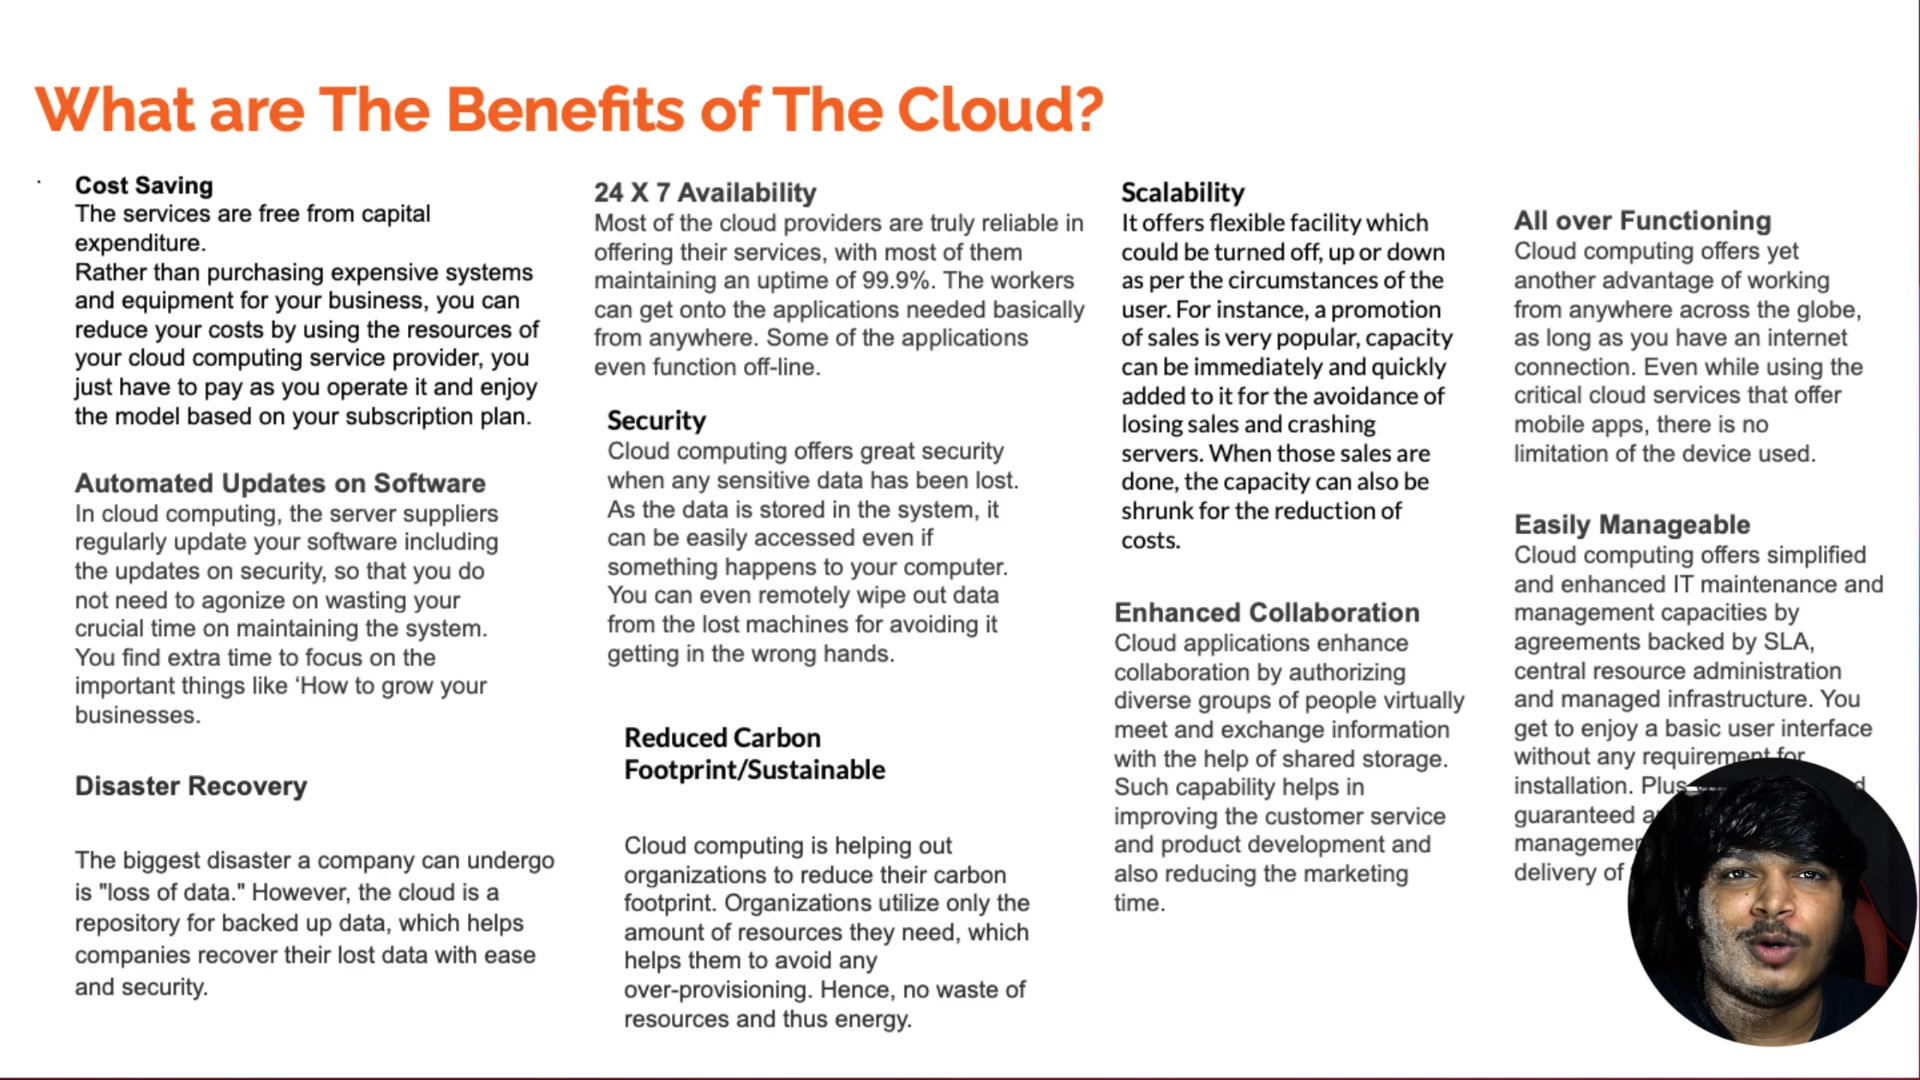 What are The Benefits of The Cloud?
Cost Saving
The services are free from capital
expenditure.
Rather than purchasing expensive systems
and equipment for your business, you can
reduce your costs by using the resources of
your cloud computing service provider, you
just have to pay as you operate it and enjoy
the model based on your subscription plan.
Automated Updates on Software
In cloud computing, the server suppliers
regularly update your software including
the updates on security, so that you do
not need to agonize on wasting your
crucial time on maintaining the system.
You find extra time to focus on the
important things like ‘How to grow your
businesses.
Disaster Recovery
The biggest disaster a company can undergo
is "loss of data." However, the cloud is a
repository for backed up data, which helps
companies recover their lost data with ease
and security.
24 X 7 Availability
Most of the cloud providers are truly reliable in
offering their services, with most of them
maintaining an uptime of 99.9%. The workers
can get onto the applications needed basically
from anywhere. Some of the applications
even function off-line.
Security
Cloud computing offers great security
when any sensitive data has been lost.
As the data is stored in the system, it
can be easily accessed even if
something happens to your computer.
You can even remotely wipe out data
from the lost machines for avoiding it
getting in the wrong hands.
Reduced Carbon
Footprint/Sustainable
Cloud computing is helping out
organizations to reduce their carbon
footprint. Organizations utilize only the
amount of resources they need, which
helps them to avoid any
over-provisioning. Hence, no waste of
resources and thus energy.
Scalability
It offers flexible facility which
could be turned off, up or down
as per the circumstances of the
user. For instance, a promotion
of sales is very popular, capacity
can be immediately and quickly
added to it for the avoidance of
losing sales and crashing
servers. When those sales are
done, the capacity can also be
shrunk for the reduction of
costs.
Enhanced Collaboration
Cloud applications enhance
collaboration by authorizing
diverse groups of people virtually
meet and exchange information
with the help of shared storage.
Such capability helps in
improving the customer service
and product development and
also reducing the marketing
time.
All over Functioning
Cloud computing offers yet
another advantage of working
from anywhere across the globe,
as long as you have an internet
connection. Even while using the
critical cloud services that offer
mobile apps, there is no
limitation of the device used.
Easily Manageable
Cloud computing offers simplified
and enhanced IT maintenance and
management capacities by
agreements backed by SLA,
central resource administration
and managed infrastructure. You
get to enjoy a basic user interface
without any requirement for
installation. Plus
guaranteed
delivery of